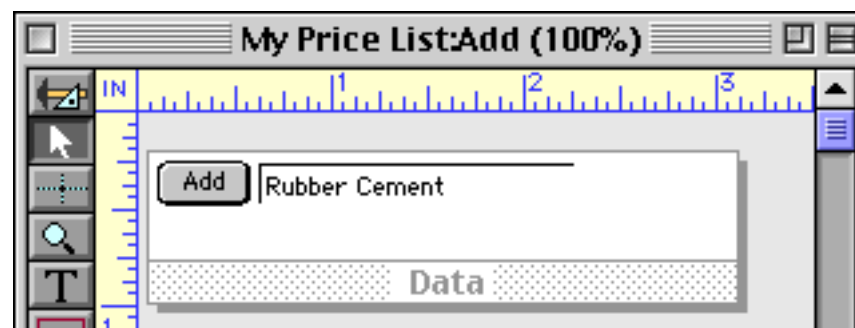 My Price List:Add (100%)
IN 1 2 3
Add Rubber Cement
T
Data
1